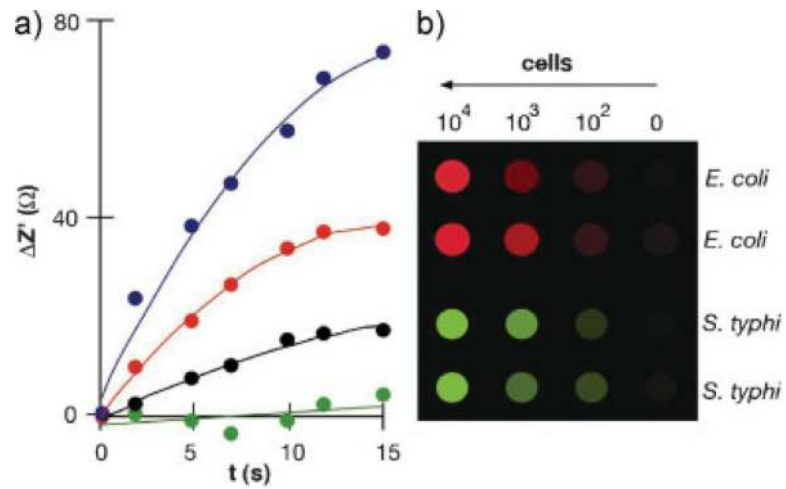 a)
80
40
0
ΔZ' (Ω)
0 5 10 15
t (s)
b)
cells
10⁴ 10³ 10² 0
E. coli
E. coli
S. typhi
S. typhi